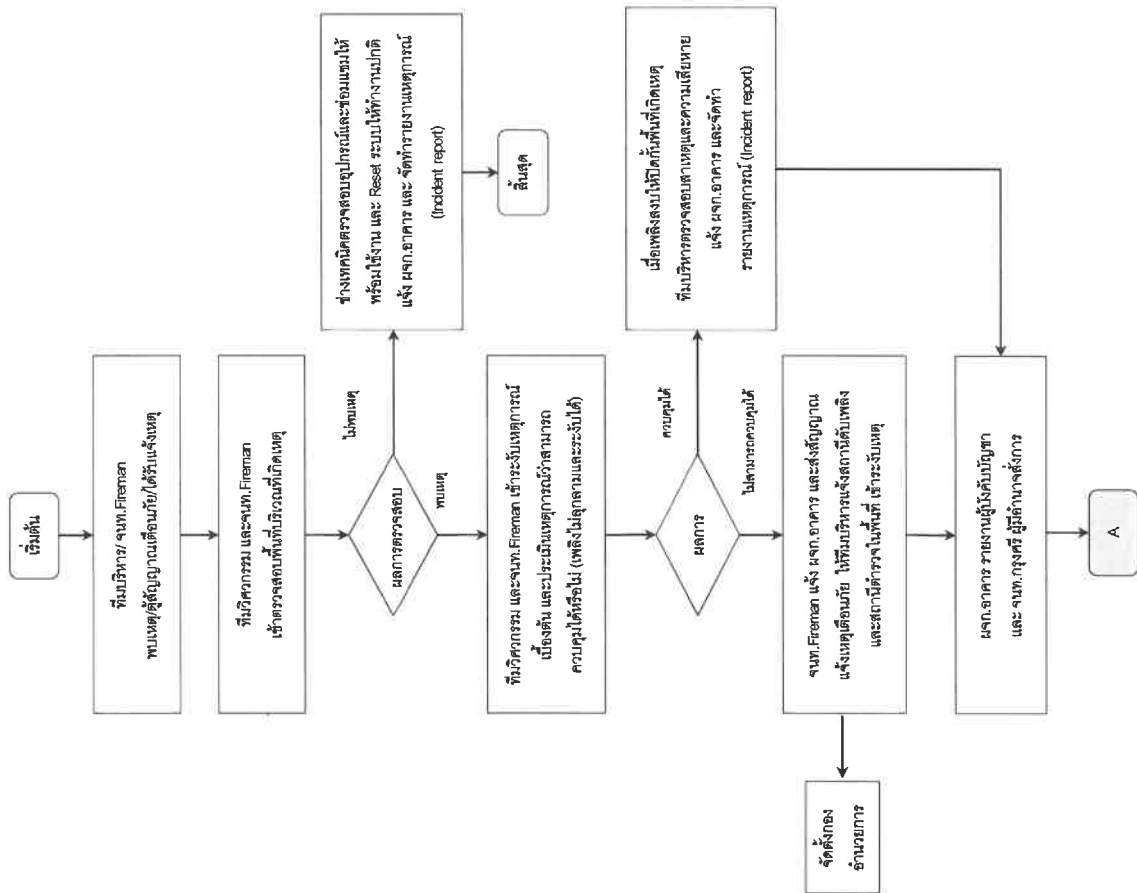 เริ่มต้น
ทีมบริหาร/ จนท.Fireman
พบเหตุ/ตู้สัญญาณเตือนภัย/ได้รับแจ้งเหตุ
ทีมวิศวกรรม และจนท.Fireman
เข้าตรวจสอบพื้นที่บริเวณที่เกิดเหตุ
ผลการตรวจสอบ
ไม่พบเหตุ
ช่างเทคนิคตรวจสอบอุปกรณ์และซ่อมแซมให้
พร้อมใช้งาน และ Reset ระบบให้ทำงานปกติ
แจ้ง ผจก.อาคาร และ จัดทำรายงานเหตุการณ์
(Incident report)
สิ้นสุด
พบเหตุ
ทีมวิศวกรรม และจนท.Fireman เข้าระงับเหตุการณ์
เบื้องต้น และประเมินเหตุการณ์ว่าสามารถ
ควบคุมได้หรือไม่ (เพลิงไม่ลุกลามและระงับได้)
ผลการ
ควบคุมได้
เมื่อเพลิงสงบให้ปิดกั้นพื้นที่เกิดเหตุ
ทีมบริหารตรวจสอบสาเหตุและความเสียหาย
แจ้ง ผจก.อาคาร และจัดทำ
รายงานเหตุการณ์ (Incident report)
ไม่สามารถควบคุมได้
จนท.Fireman แจ้ง ผจก.อาคาร และส่งสัญญาณ
แจ้งเหตุเตือนภัย ให้ทีมบริหารแจ้งสถานีดับเพลิง
และสถานีตำรวจในพื้นที่ เข้าระงับเหตุ
จัดตั้งกอง
อำนวยการ
ผจก.อาคาร รายงานผู้บังคับบัญชา
และ จนท.กรุงศรี ผู้มีอำนาจสั่งการ
A